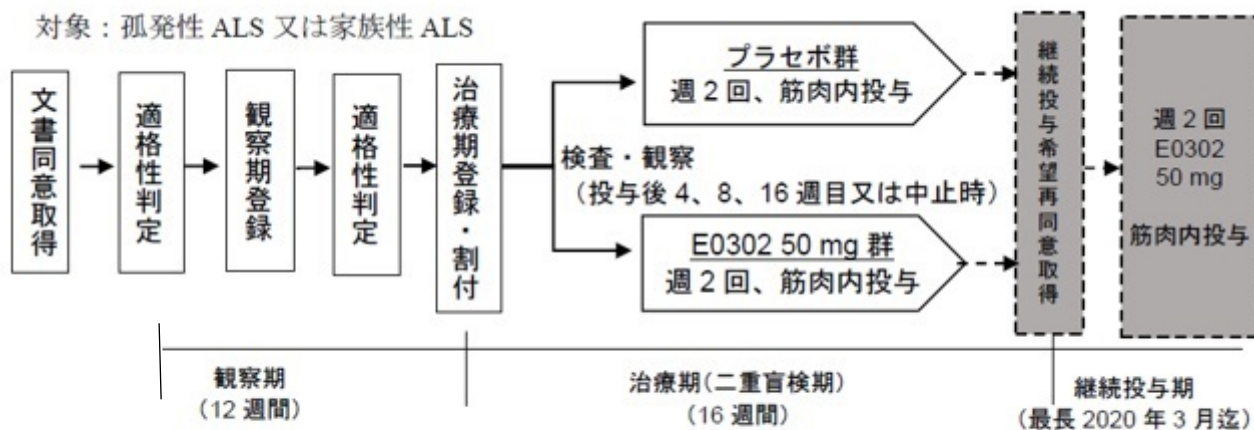 対象：孤発性 ALS 又は家族性 ALS
文書同意取得
適格性判定
観察期登録
適格性判定
治療期登録・割付
プラセボ群
週 2 回、筋肉内投与
検査・観察
（投与後 4、8、16 週目又は中止時）
E0302 50 mg 群
週 2 回、筋肉内投与
継続投与希望再同意取得
週 2 回
E0302
50 mg
筋肉内投与
観察期
（12 週間）
治療期（二重盲検期）
（16 週間）
継続投与期
（最長 2020 年 3 月迄）